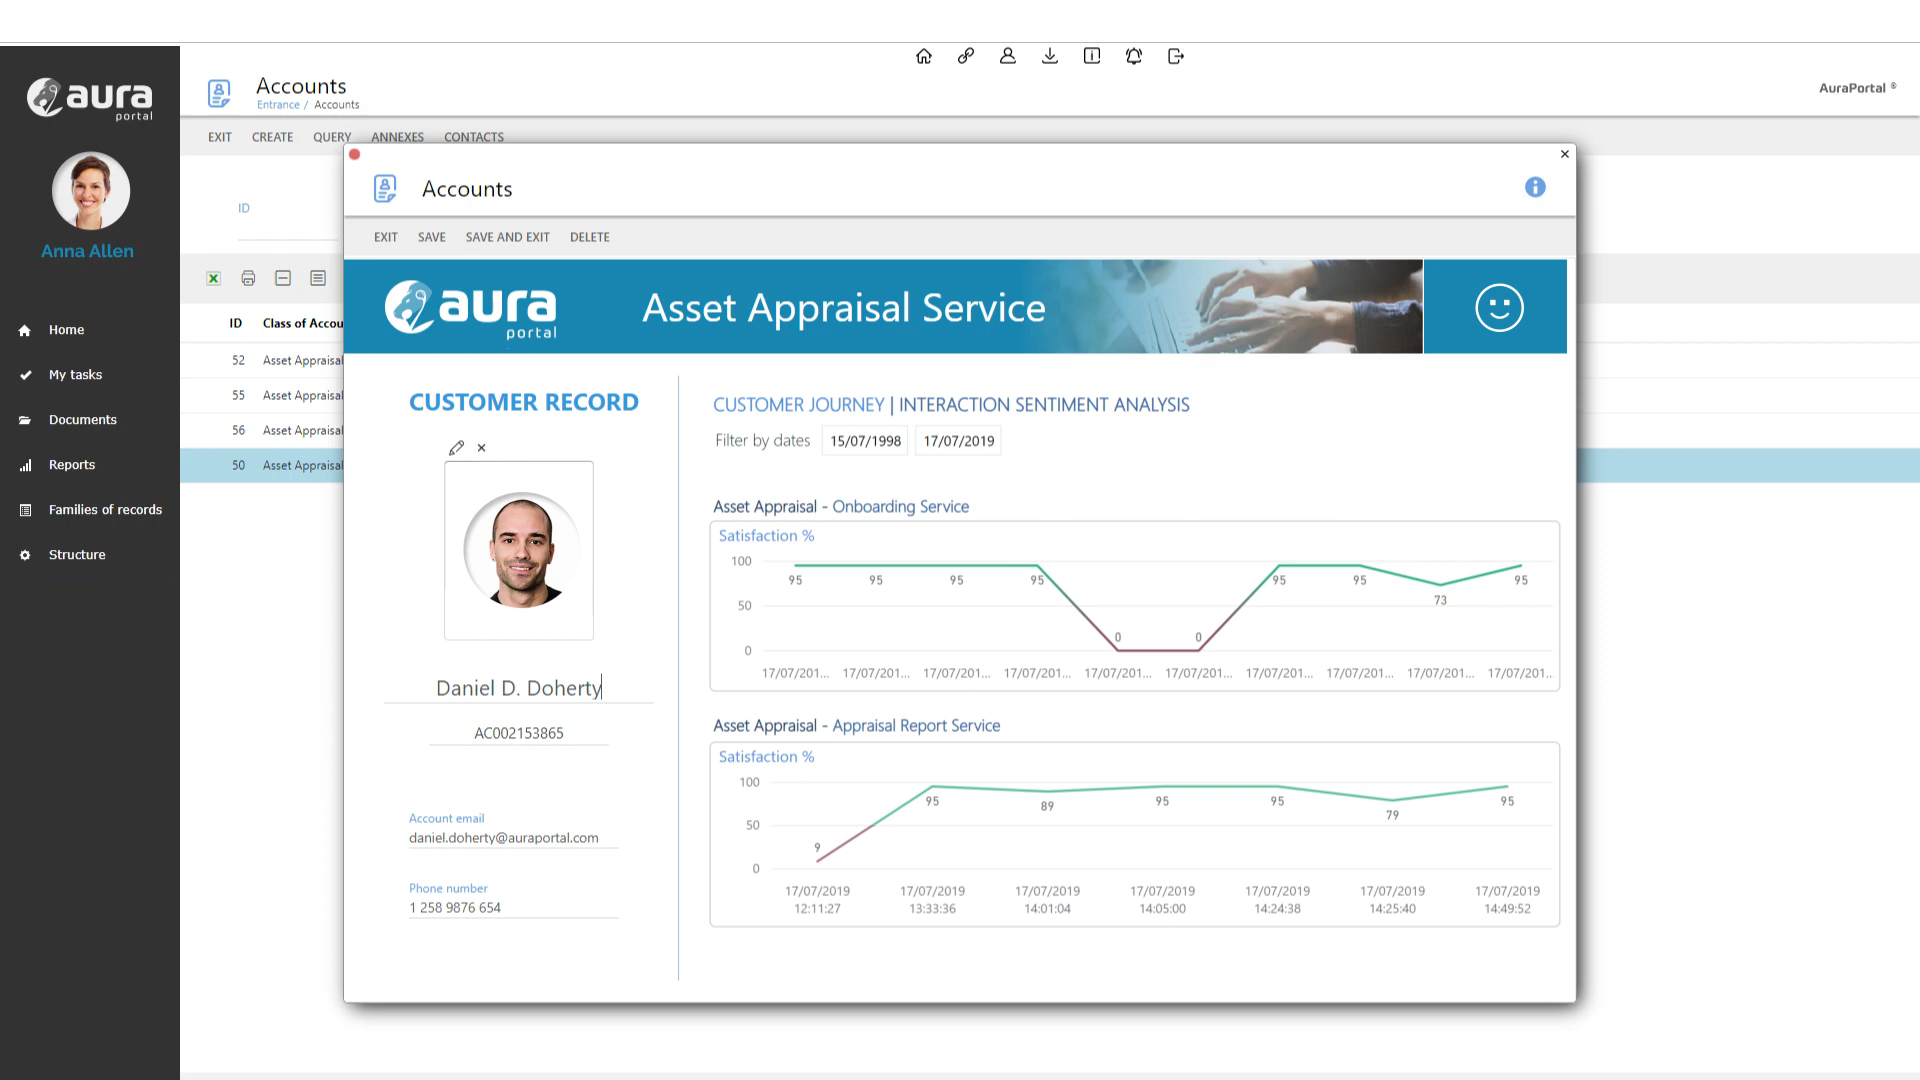 aura
portal
Anna Allen
Home
My tasks
Documents
Reports
Families of records
Structure
Accounts
Entrance / Accounts
AuraPortal ®
EXIT CREATE QUERY ANNEXES CONTACTS
ID
ID Class of Accou
52 Asset Appraisal
55 Asset Appraisal
56 Asset Appraisal
50 Asset Appraisal
Accounts
EXIT SAVE SAVE AND EXIT DELETE
aura
portal
Asset Appraisal Service
CUSTOMER RECORD
Daniel D. Doherty
AC002153865
Account email
daniel.doherty@auraportal.com
Phone number
1 258 9876 654
CUSTOMER JOURNEY | INTERACTION SENTIMENT ANALYSIS
Filter by dates 15/07/1998 17/07/2019
Asset Appraisal - Onboarding Service
Satisfaction %
100
50
0
95 95 95 95 0 0 95 95 73 95
17/07/201... 17/07/201... 17/07/201... 17/07/201... 17/07/201... 17/07/201... 17/07/201... 17/07/201... 17/07/201... 17/07/201...
Asset Appraisal - Appraisal Report Service
Satisfaction %
100
50
0
9 95 89 95 95 79 95
17/07/2019 17/07/2019 17/07/2019 17/07/2019 17/07/2019 17/07/2019 17/07/2019
12:11:27 13:33:36 14:01:04 14:05:00 14:24:38 14:25:40 14:49:52